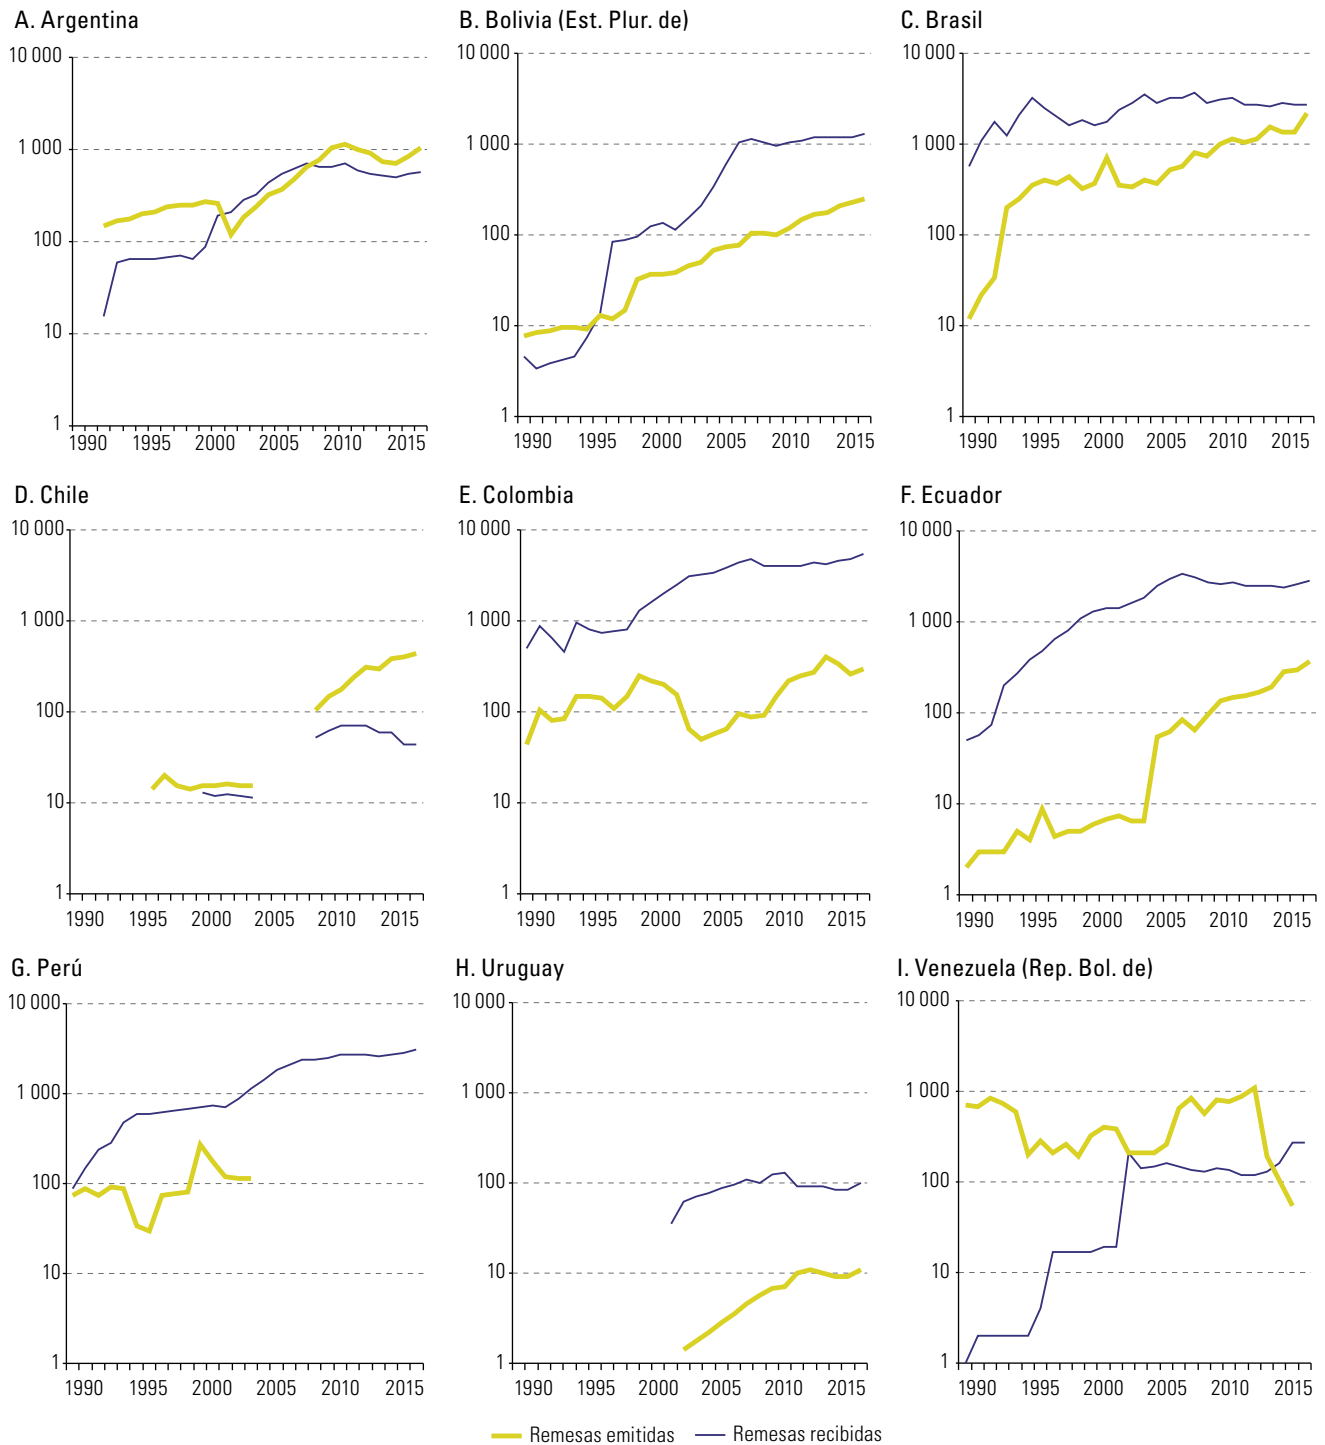 A. Argentina
10 000
1 000
100
10
1
1990 1995 2000 2005 2010 2015
B. Bolivia (Est. Plur. de)
10 000
1 000
100
10
1
1990 1995 2000 2005 2010 2015
C. Brasil
10 000
1 000
100
10
1
1990 1995 2000 2005 2010 2015
D. Chile
10 000
1 000
100
10
1
1990 1995 2000 2005 2010 2015
E. Colombia
10 000
1 000
100
10
1
1990 1995 2000 2005 2010 2015
F. Ecuador
10 000
1 000
100
10
1
1990 1995 2000 2005 2010 2015
G. Perú
10 000
1 000
100
10
1
1990 1995 2000 2005 2010 2015
H. Uruguay
10 000
1 000
100
10
1
1990 1995 2000 2005 2010 2015
I. Venezuela (Rep. Bol. de)
10 000
1 000
100
10
1
1990 1995 2000 2005 2010 2015
Remesas emitidas Remesas recibidas